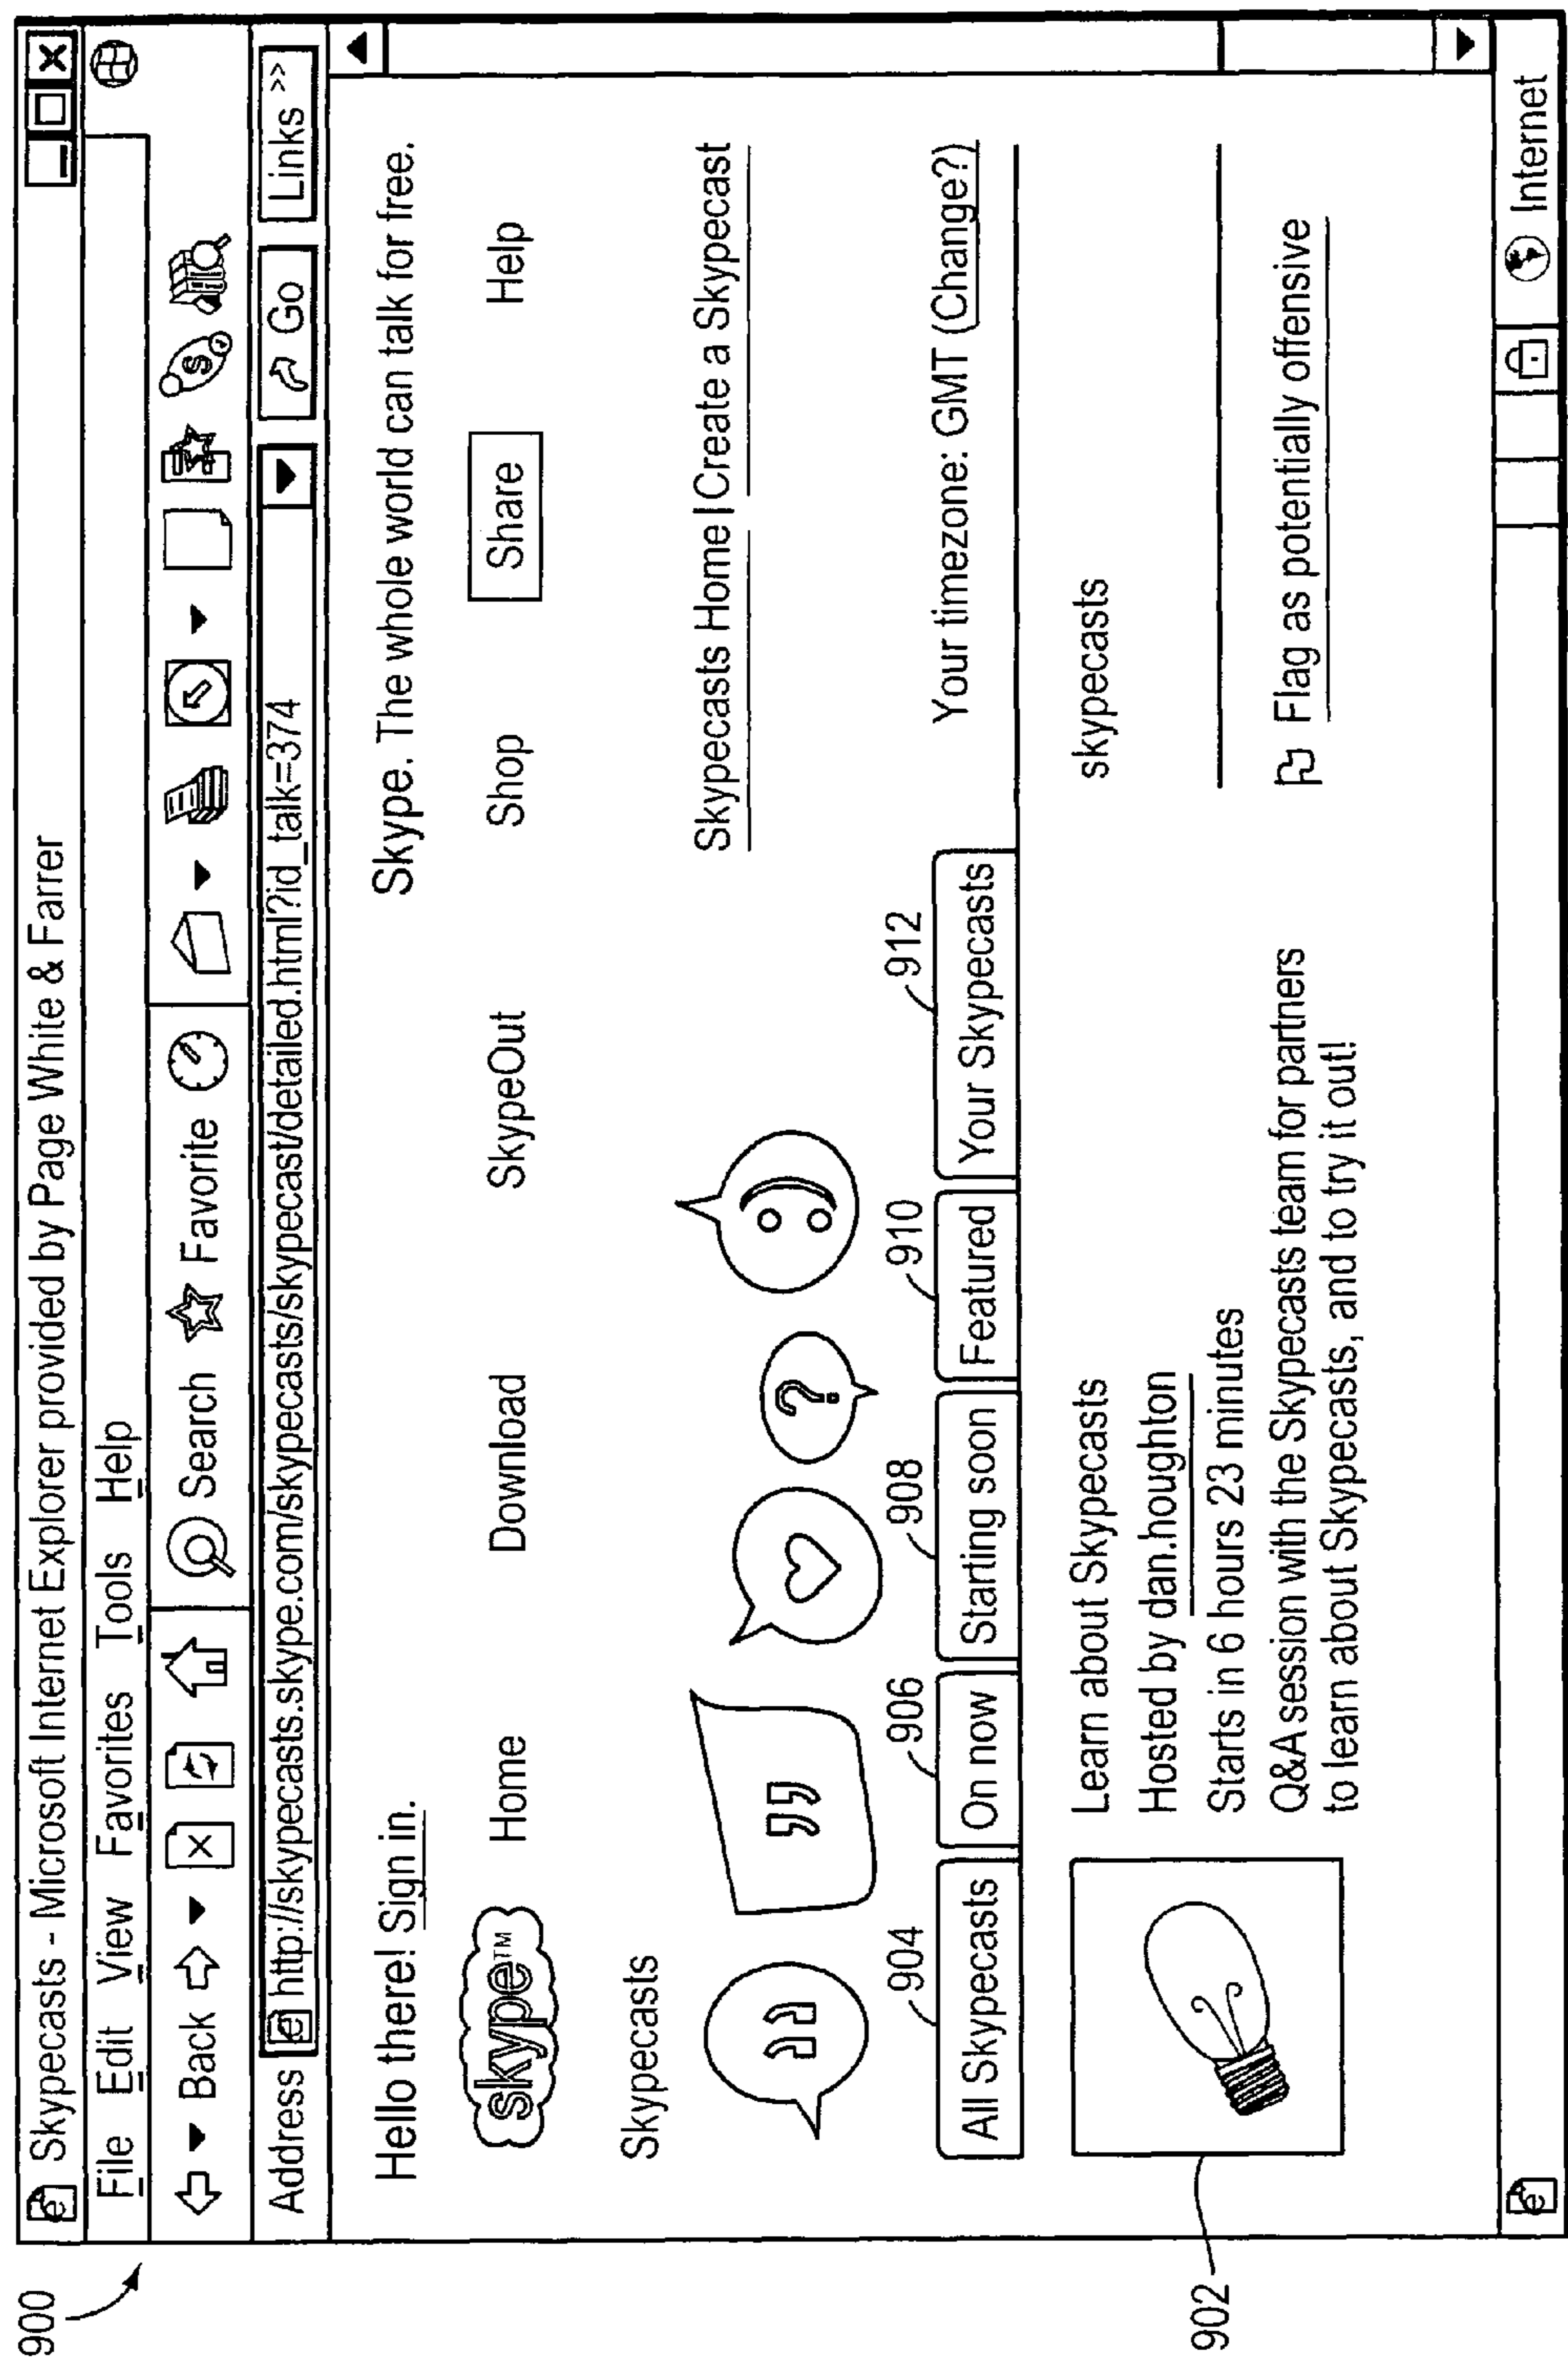 900
Skypecasts - Microsoft Internet Explorer provided by Page White & Farrer
File Edit View Favorites Tools Help
Back Search Favorite
Address http://skypecasts.skype.com/skypecasts/skypecast/detailed.html?id_talk=374 Go Links >>
Hello there! Sign in. Skype. The whole world can talk for free.
skype™ Home Download SkypeOut Shop Share Help
Skypecasts
Skypecasts Home | Create a Skypecast
904 906 908 910 912
All Skypecasts On now Starting soon Featured Your Skypecasts Your timezone: GMT (Change?)
902
Learn about Skypecasts skypecasts
Hosted by dan.houghton
Starts in 6 hours 23 minutes
Q&A session with the Skypecasts team for partners Flag as potentially offensive
to learn about Skypecasts, and to try it out!
Internet